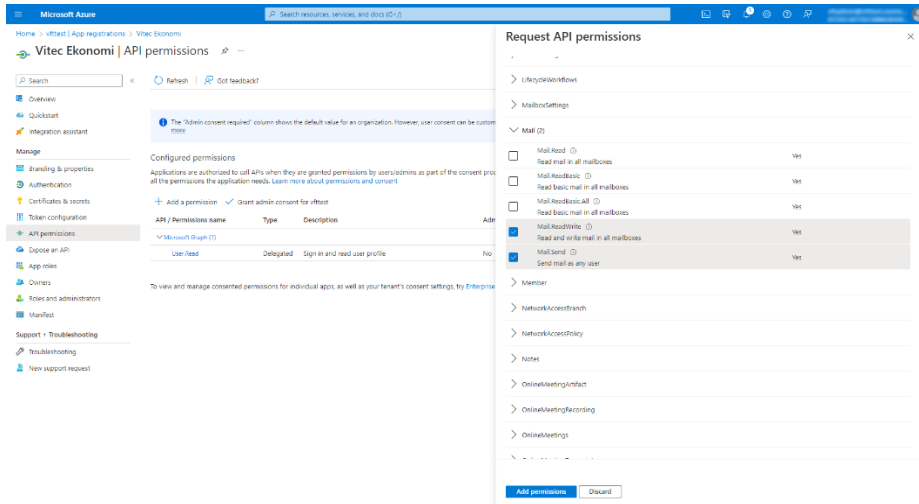 Microsoft Azure
Search resources, services, and docs (G+/)
Home > vfttest | App registrations > Vitec Ekonomi
Vitec Ekonomi | API permissions
Search
Overview
Quickstart
Integration assistant
Manage
Branding & properties
Authentication
Certificates & secrets
Token configuration
API permissions
Expose an API
App roles
Owners
Roles and administrators
Manifest
Support + Troubleshooting
Troubleshooting
New support request
Refresh
Got feedback?
The "Admin consent required" column shows the default value for an organization. However, user consent can be custom
more
Configured permissions
Applications are authorized to call APIs when they are granted permissions by users/admins as part of the consent proc
all the permissions the application needs. Learn more about permissions and consent
Add a permission
Grant admin consent for vfttest
API / Permissions name Type Description Adm
Microsoft Graph (1)
User.Read Delegated Sign in and read user profile No
To view and manage consented permissions for individual apps, as well as your tenant's consent settings, try Enterprise
Request API permissions
LifecycleWorkflows
MailboxSettings
Mail (2)
Mail.Read Yes
Read mail in all mailboxes
Mail.ReadBasic Yes
Read basic mail in all mailboxes
Mail.ReadBasic.All Yes
Read basic mail in all mailboxes
Mail.ReadWrite Yes
Read and write mail in all mailboxes
Mail.Send Yes
Send mail as any user
Member
NetworkAccessBranch
NetworkAccessPolicy
Notes
OnlineMeetingArtifact
OnlineMeetingRecording
OnlineMeetings
Add permissions
Discard